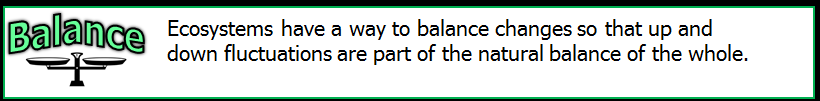 Balance
Ecosystems have a way to balance changes so that up and
down fluctuations are part of the natural balance of the whole.